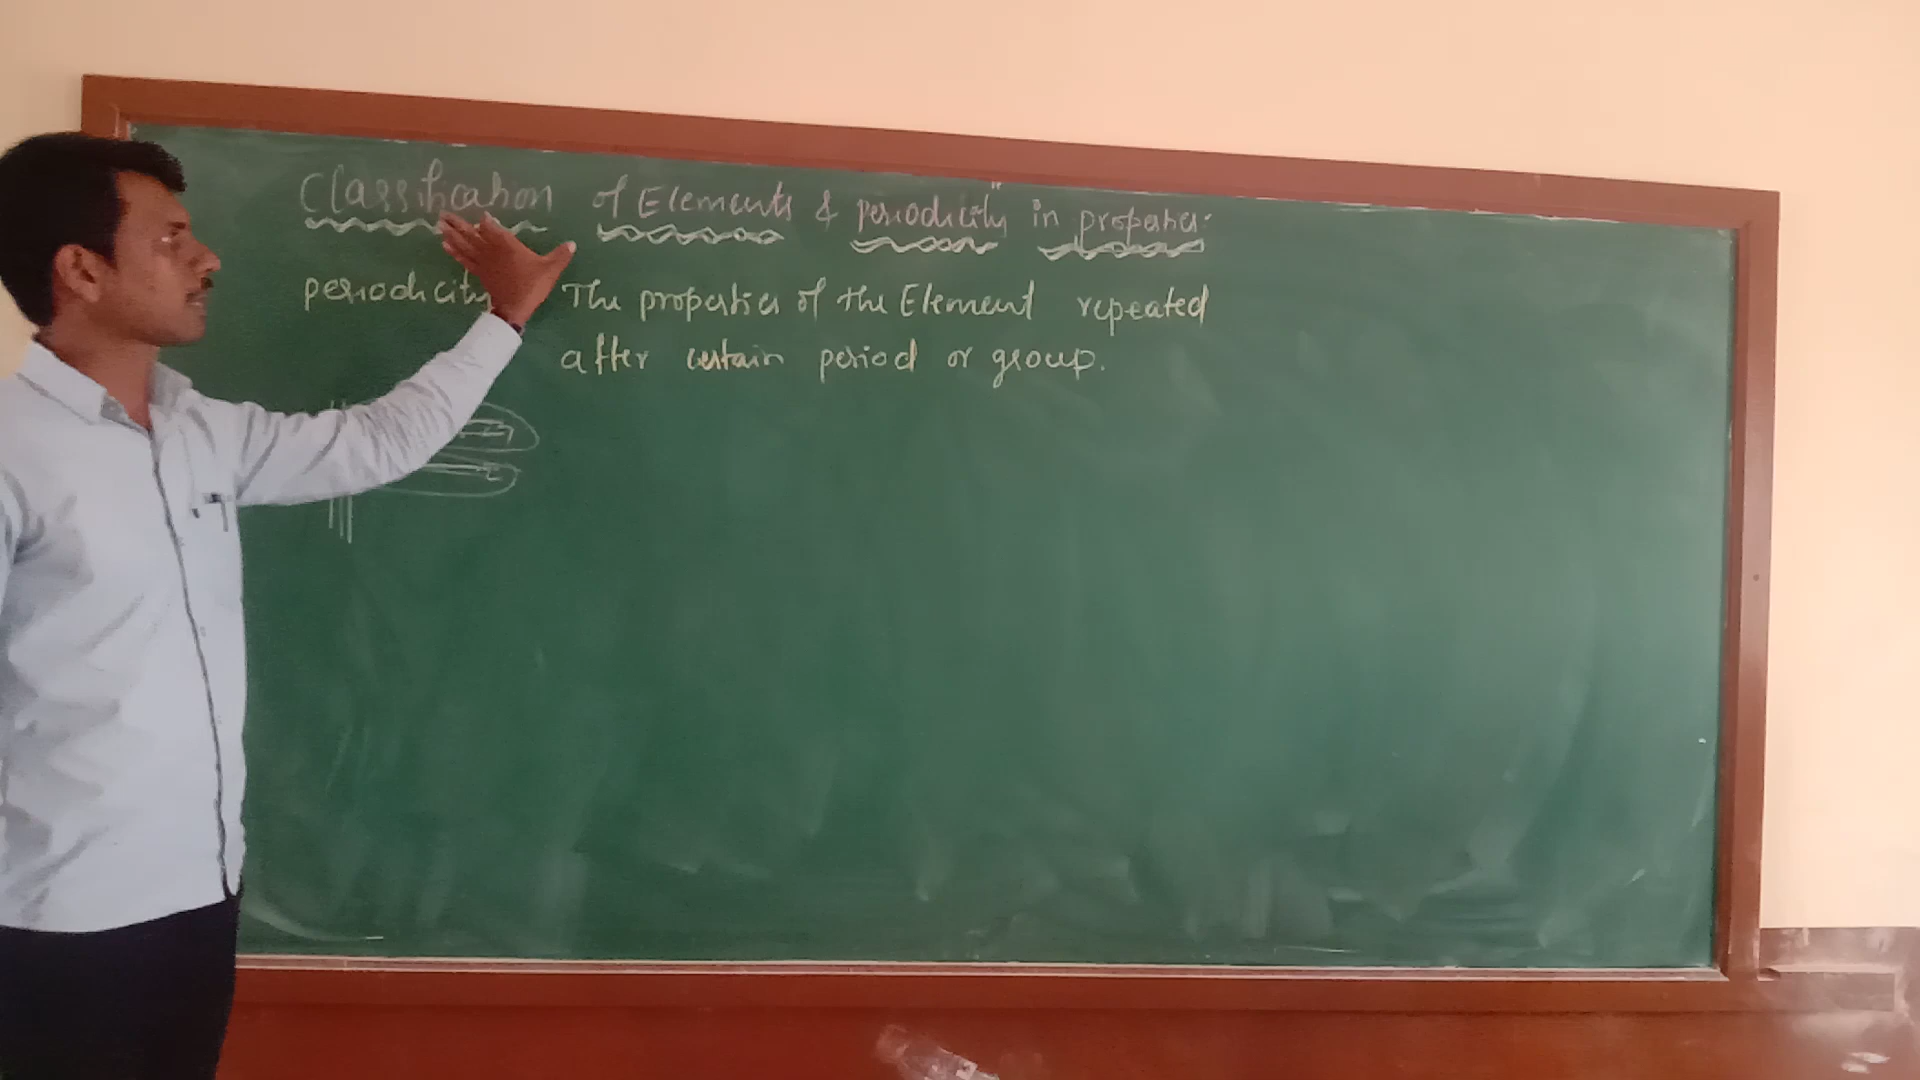 Classification of Elements & periodicity in properties:
periodicity The properties of the Element repeated
after certain period or group.